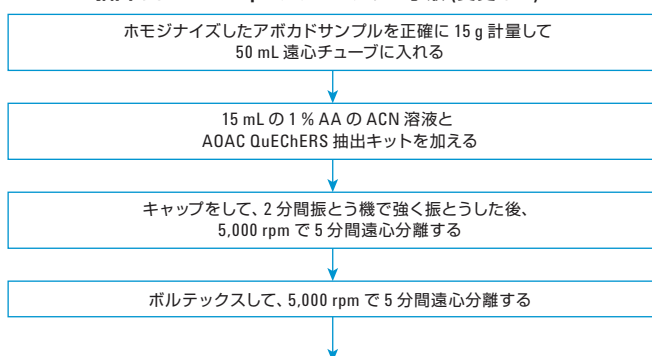 ホモジナイズしたアボカドサンプルを正確に 15 g 計量して
50 mL 遠心チューブに入れる
15 mL の 1 % AA の ACN 溶液と
AOAC QuEChERS 抽出キットを加える
キャップをして、2 分間振とう機で強く振とうした後、
5,000 rpm で 5 分間遠心分離する
ボルテックスして、5,000 rpm で 5 分間遠心分離する